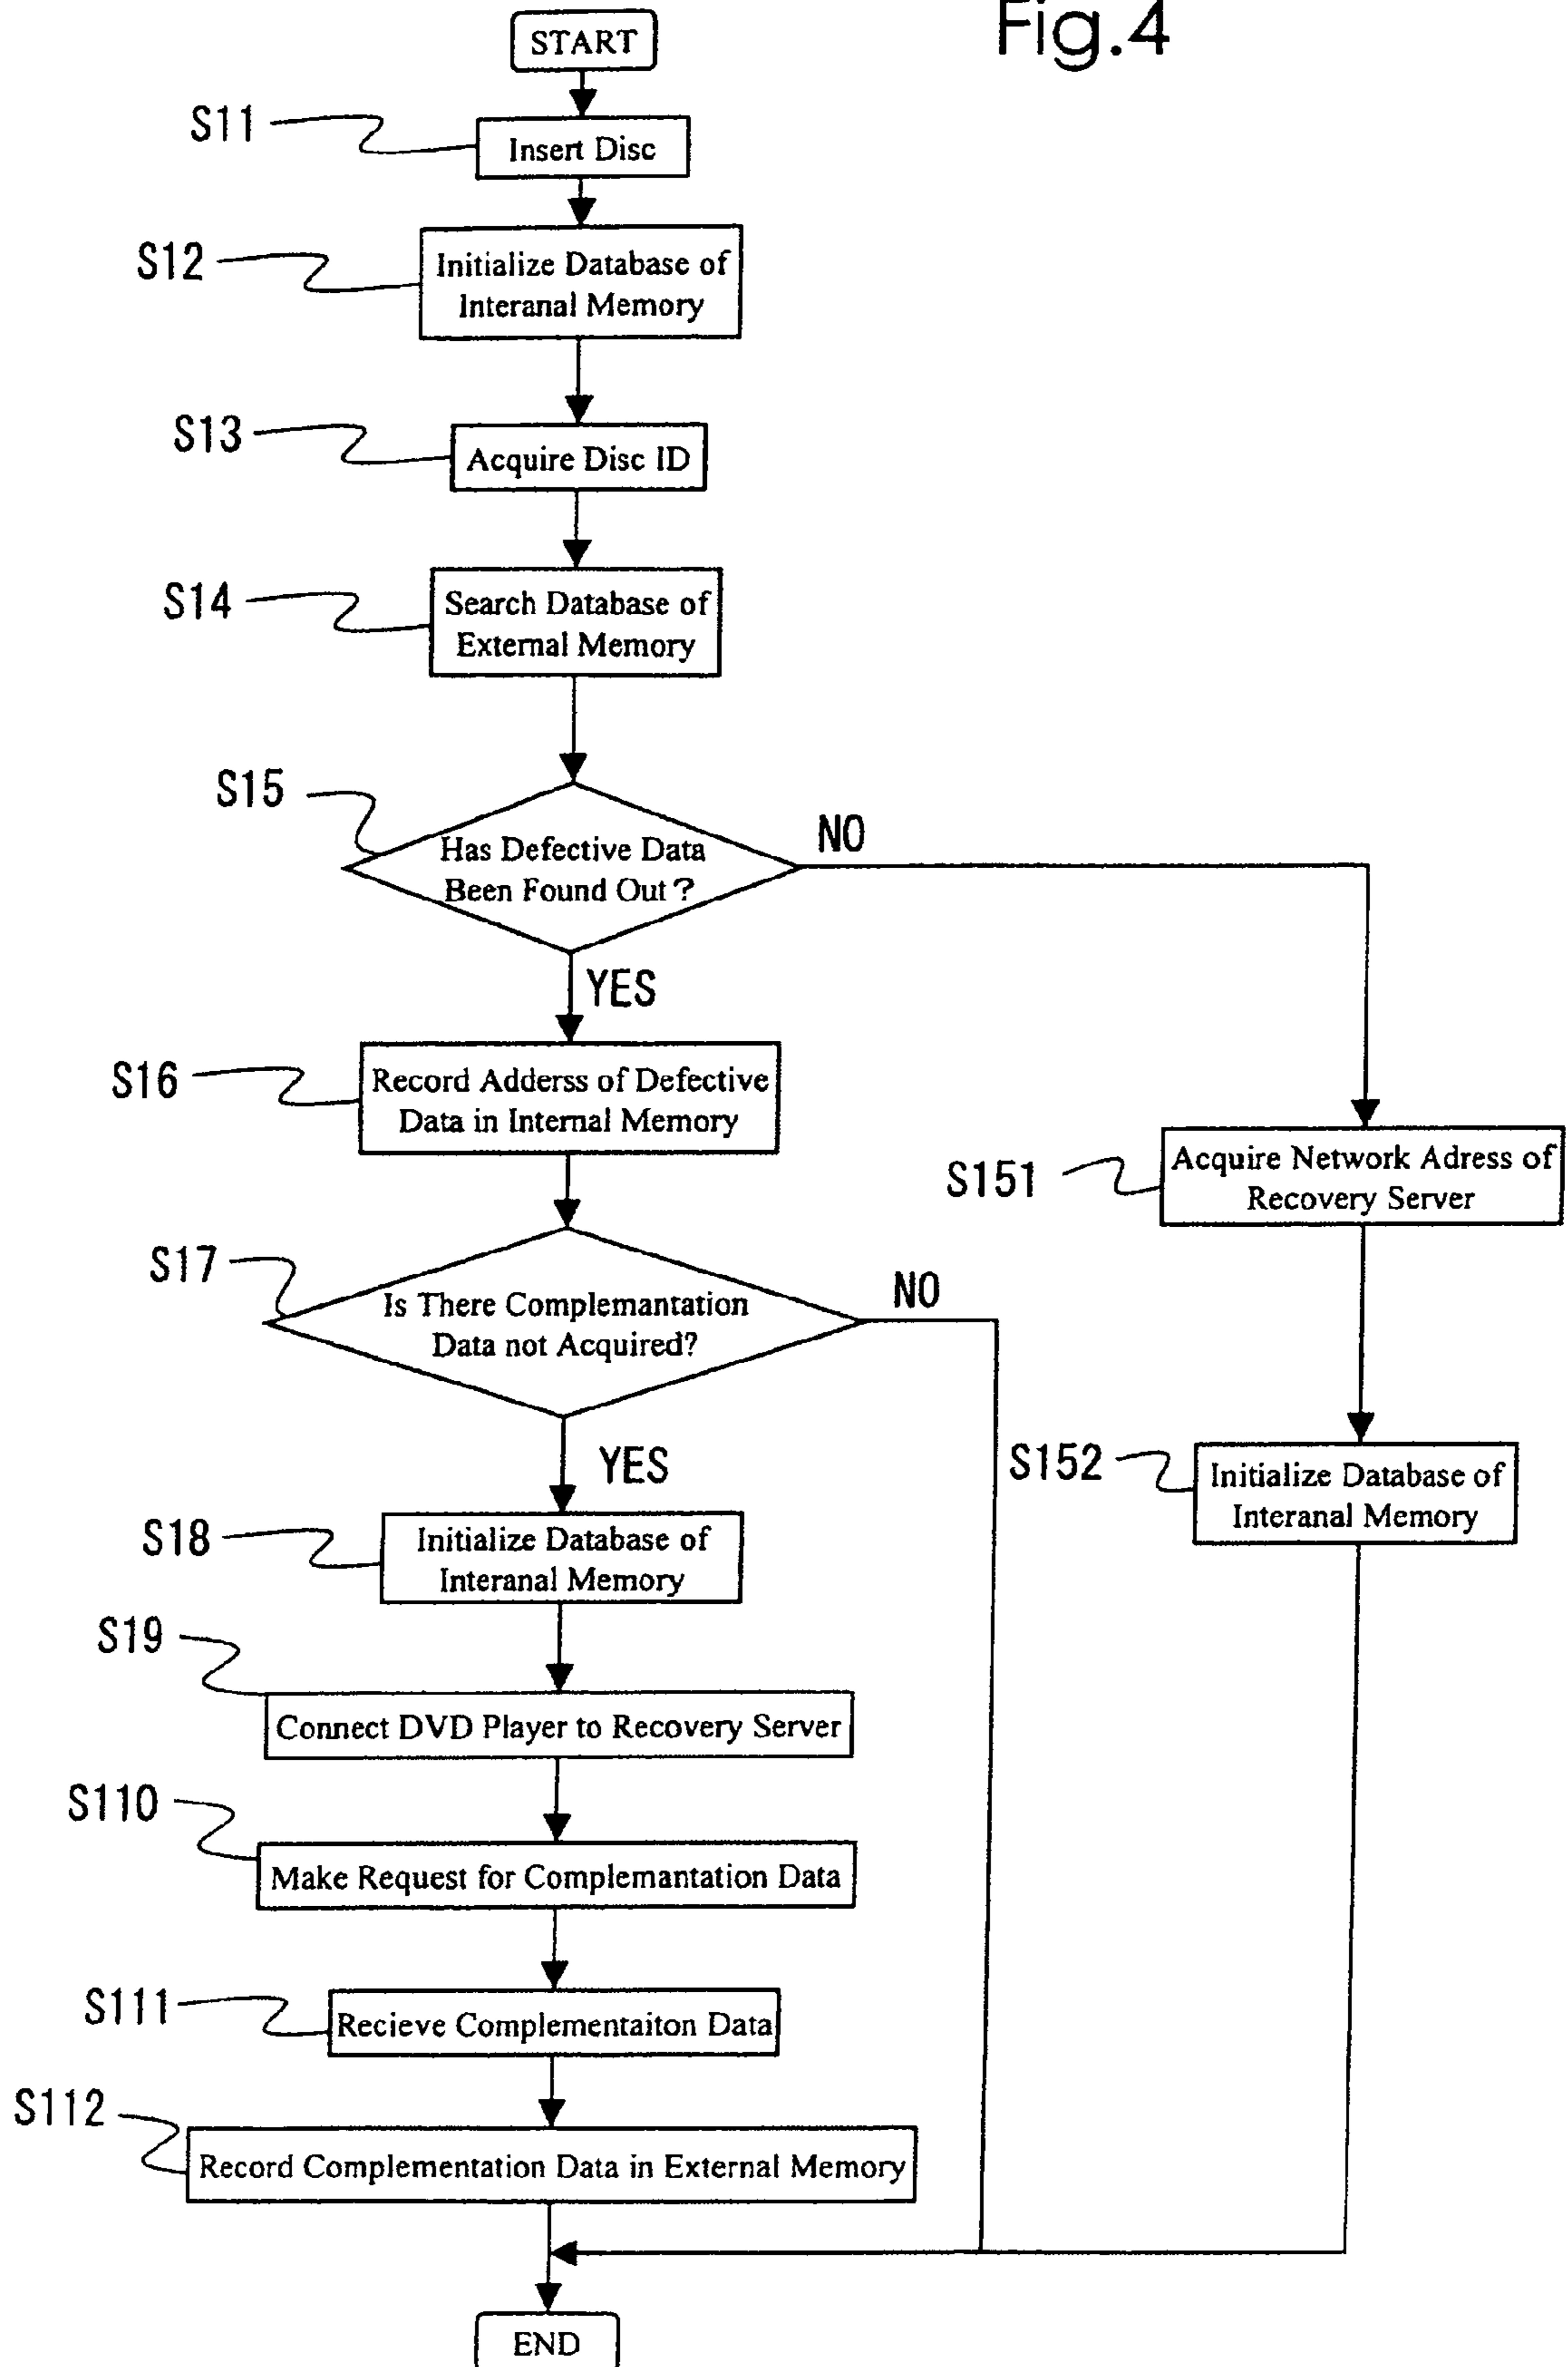 Fig.4
START
S11
Insert Disc
S12
Initialize Database of
Interanal Memory
S13
Acquire Disc ID
S14
Search Database of
External Memory
S15
Has Defective Data
Been Found Out?
NO
YES
S16
Record Adderss of Defective
Data in Internal Memory
S151
Acquire Network Adress of
Recovery Server
S17
Is There Complemantation
Data not Acquired?
NO
YES
S152
Initialize Database of
Interanal Memory
S18
Initialize Database of
Interanal Memory
S19
Connect DVD Player to Recovery Server
S110
Make Request for Complemantation Data
S111
Recieve Complementaiton Data
S112
Record Complementation Data in External Memory
END